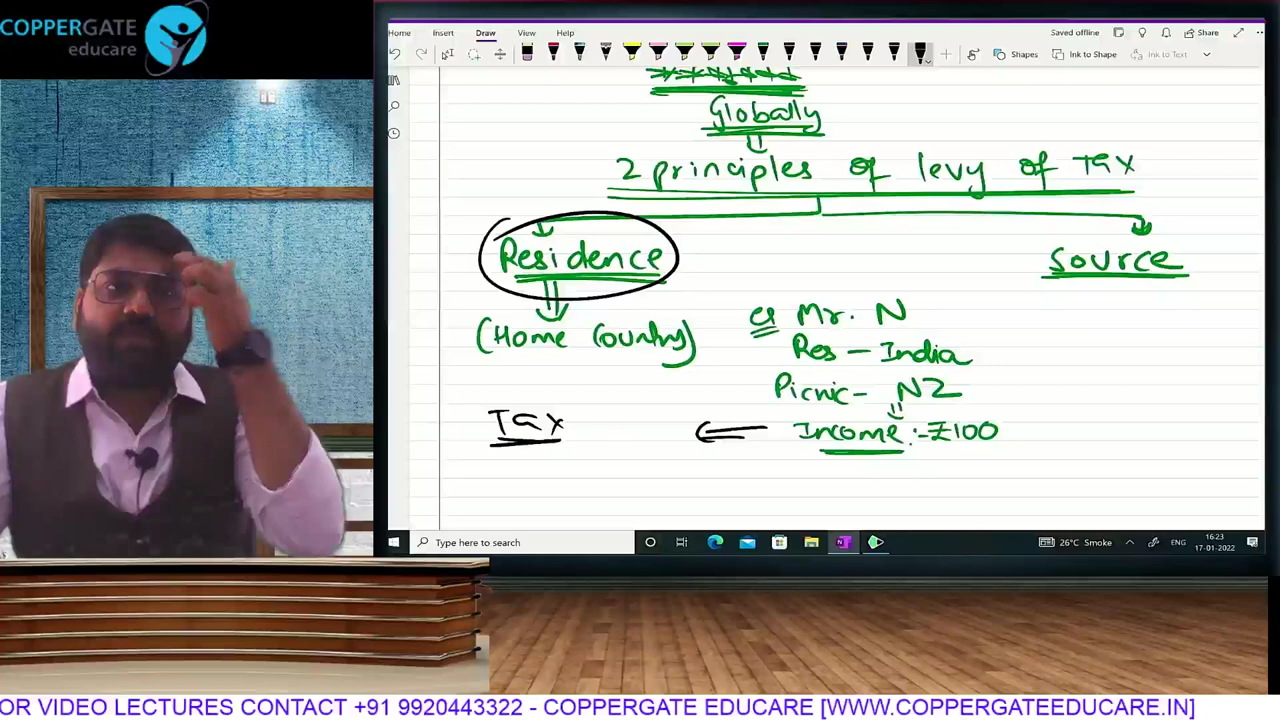 COPPERGATE
educare
Home Insert Draw View Help
Saved offline
Share
Shapes
Ink to Shape
Ink to Text
Globally
2 principles of levy of Tax
Residence
Source
(Home Country)
eg Mr. N
Res - India
Picnic - NZ
Tax
Income :- ₹100
Type here to search
26°C Smoke
ENG
16:23
17-01-2022
OR VIDEO LECTURES CONTACT +91 9920443322 - COPPERGATE EDUCARE [WWW.COPPERGATEEDUCARE.IN]